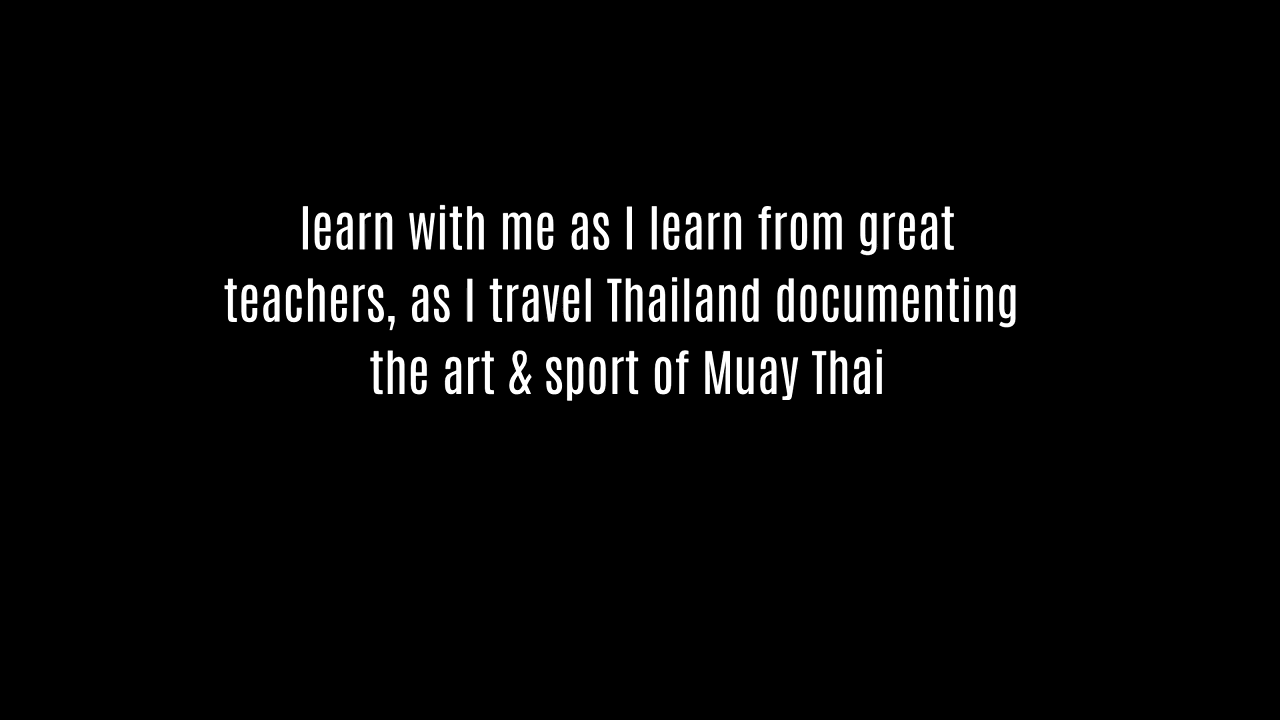 learn with me as I learn from great
teachers, as I travel Thailand documenting
the art & sport of Muay Thai